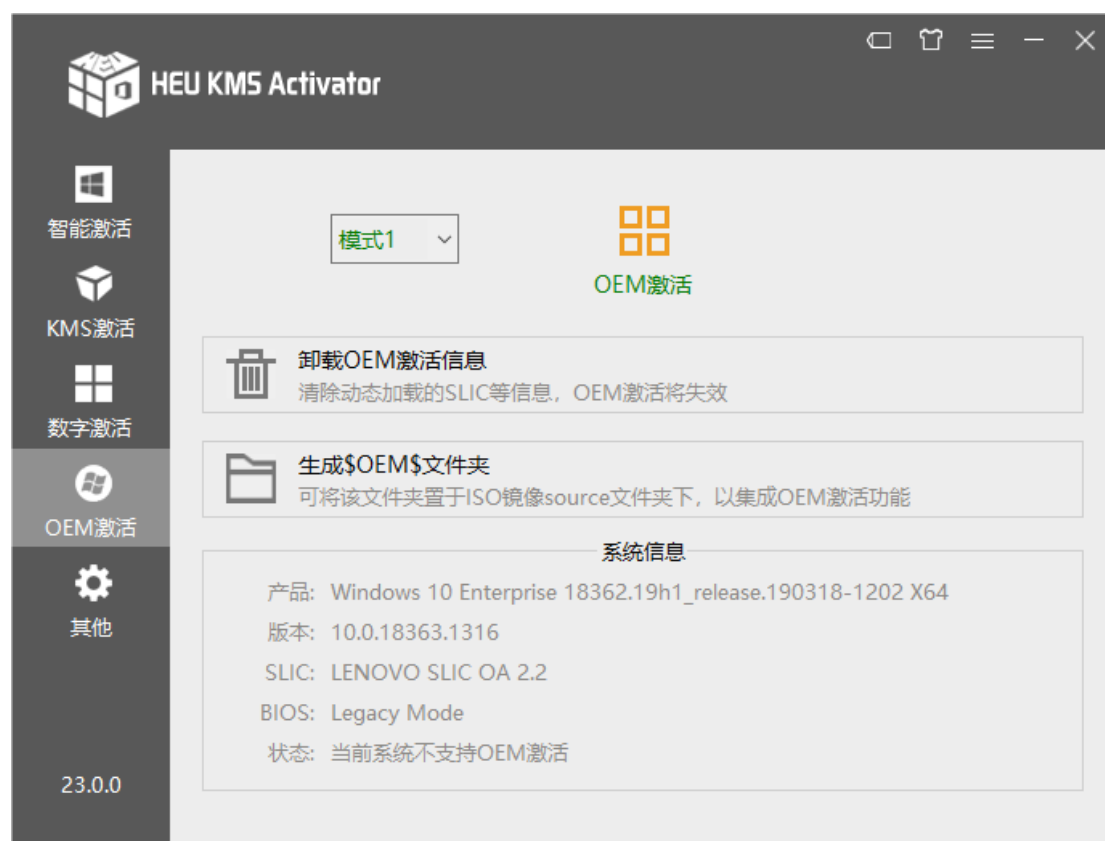 HEU KMS Activator
智能激活
KMS激活
数字激活
OEM激活
其他
23.0.0
模式1
OEM激活
卸载OEM激活信息
清除动态加载的SLIC等信息，OEM激活将失效
生成$OEM$文件夹
可将该文件夹置于ISO镜像source文件夹下，以集成OEM激活功能
系统信息
产品: Windows 10 Enterprise 18362.19h1_release.190318-1202 X64
版本: 10.0.18363.1316
SLIC: LENOVO SLIC OA 2.2
BIOS: Legacy Mode
状态: 当前系统不支持OEM激活